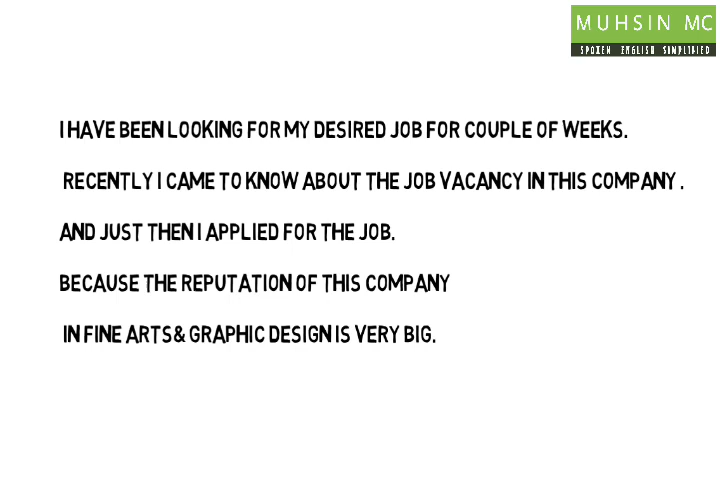 MUHSIN MC
SPOKEN ENGLISH SIMPLIFIED
I HAVE BEEN LOOKING FOR MY DESIRED JOB FOR COUPLE OF WEEKS.
RECENTLY I CAME TO KNOW ABOUT THE JOB VACANCY IN THIS COMPANY .
AND JUST THEN I APPLIED FOR THE JOB.
BECAUSE THE REPUTATION OF THIS COMPANY
IN FINE ARTS& GRAPHIC DESIGN IS VERY BIG.